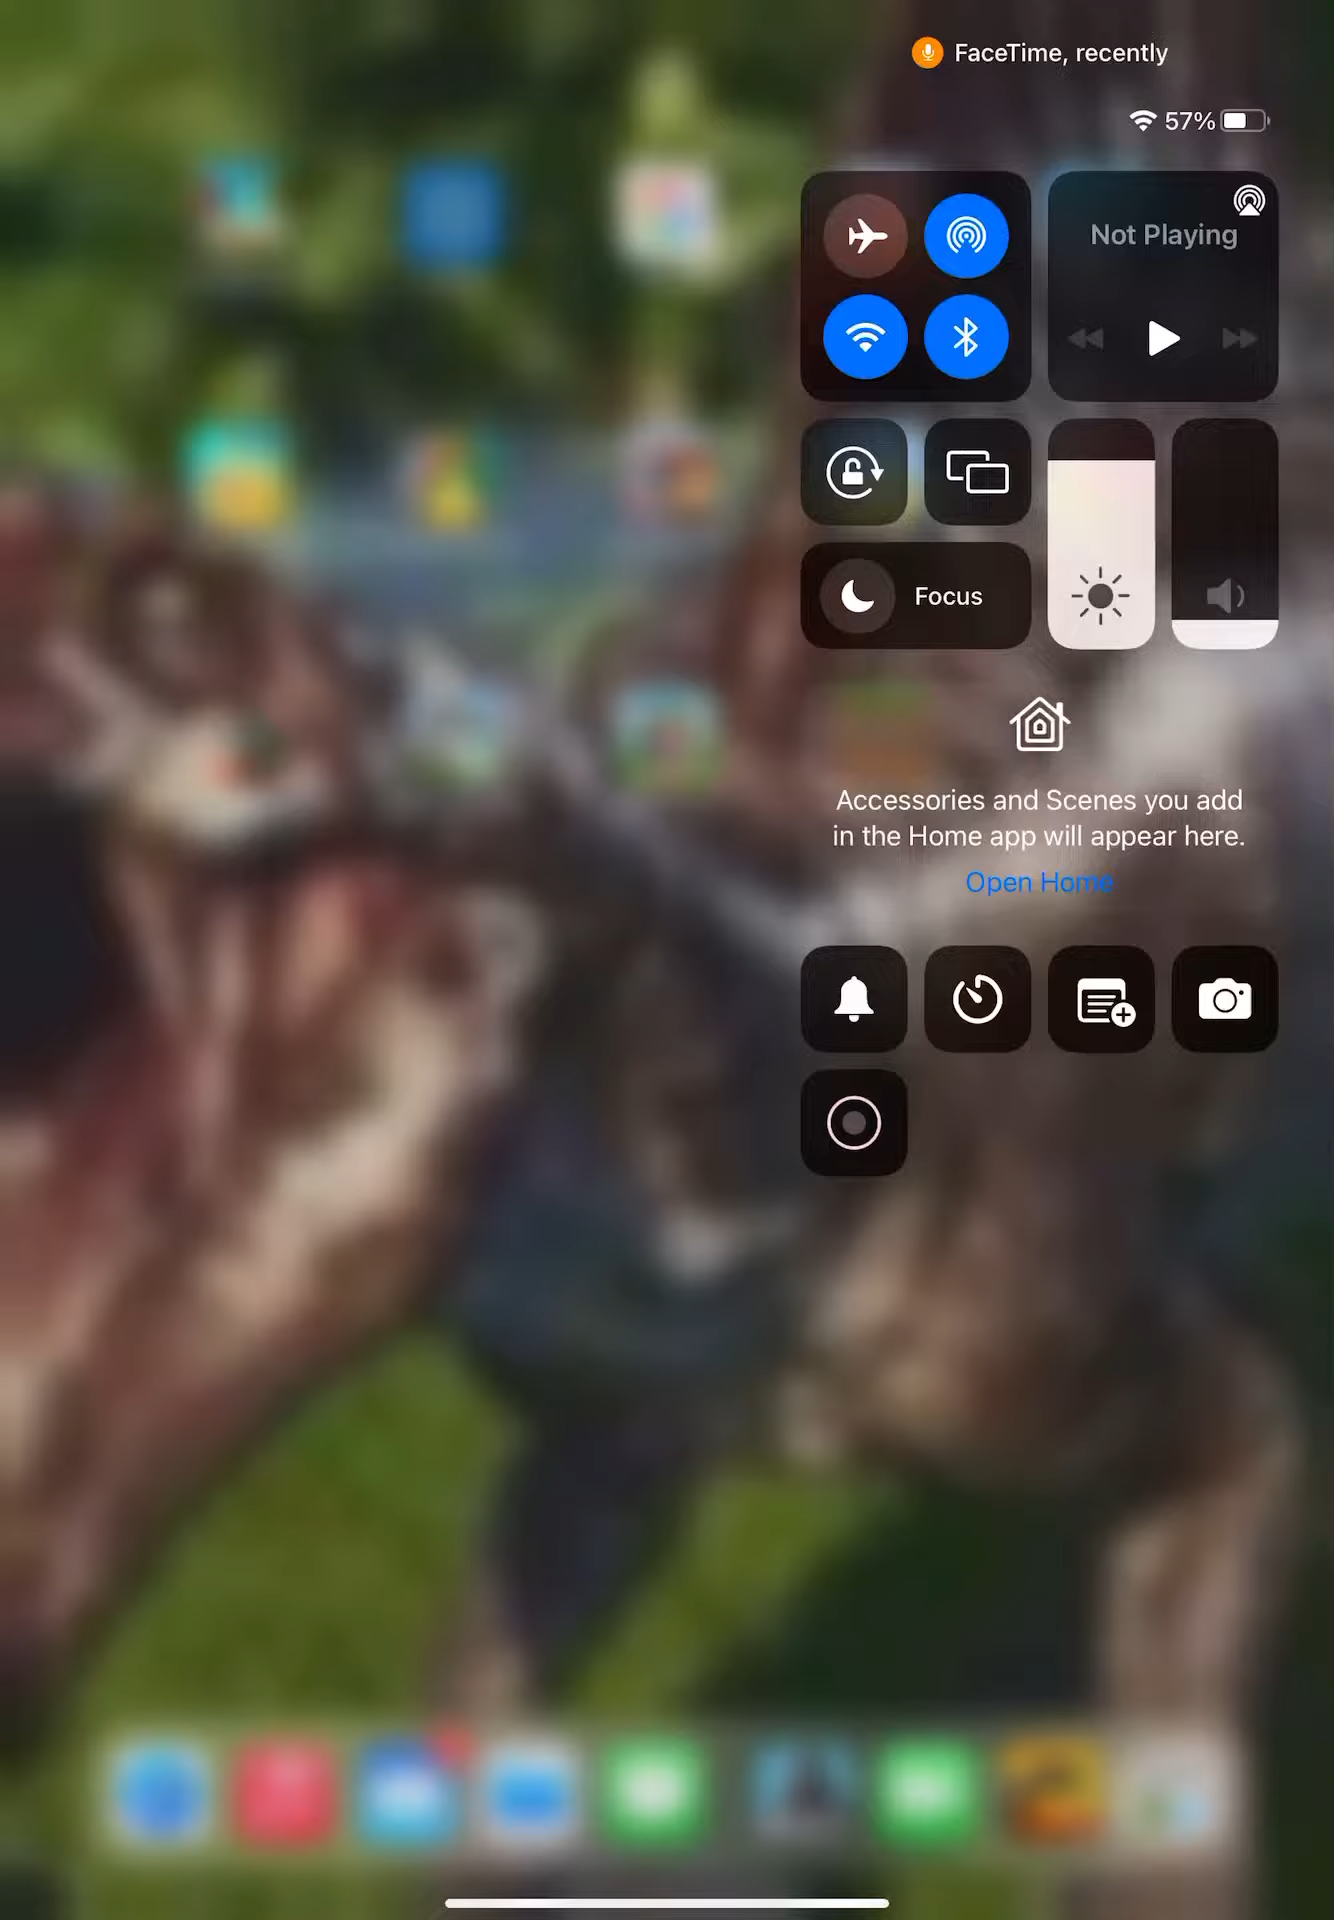 FaceTime, recently
57%
Not Playing
Focus
Accessories and Scenes you add
in the Home app will appear here.
Open Home